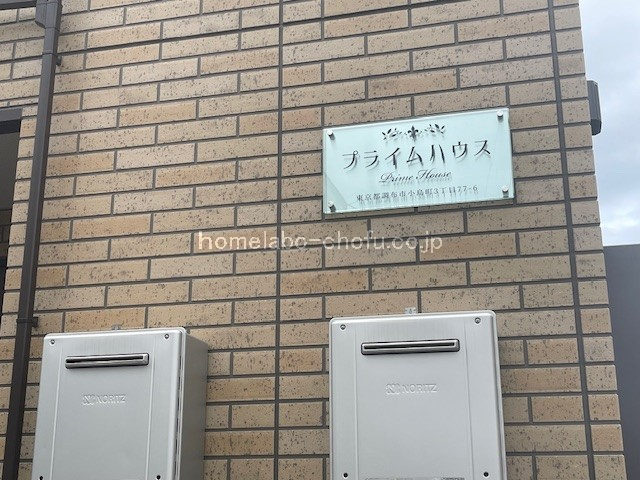 プライムハウス
Prime House
東京都調布市小島町3丁目77-6
homelabo-chofu.co.jp
NORITZ
NORITZ